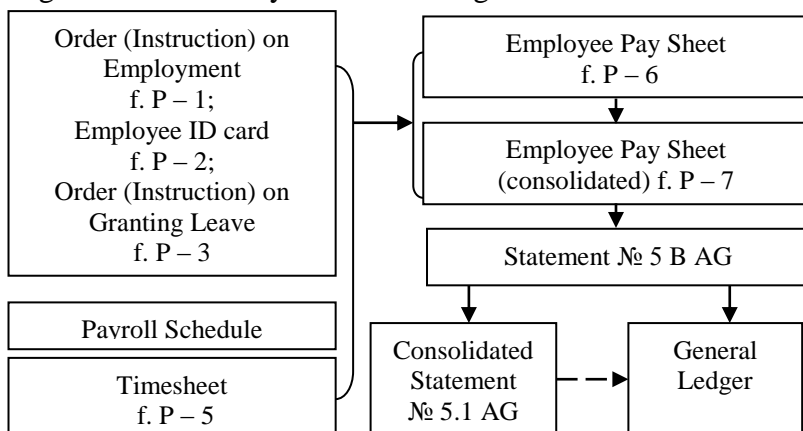 Order (Instruction) on
Employment
f. P – 1;
Employee ID card
f. P – 2;
Order (Instruction) on
Granting Leave
f. P – 3
Payroll Schedule
Timesheet
f. P – 5
Employee Pay Sheet
f. P – 6
Employee Pay Sheet
(consolidated) f. P – 7
Statement № 5 B AG
Consolidated
Statement
№ 5.1 AG
General
Ledger